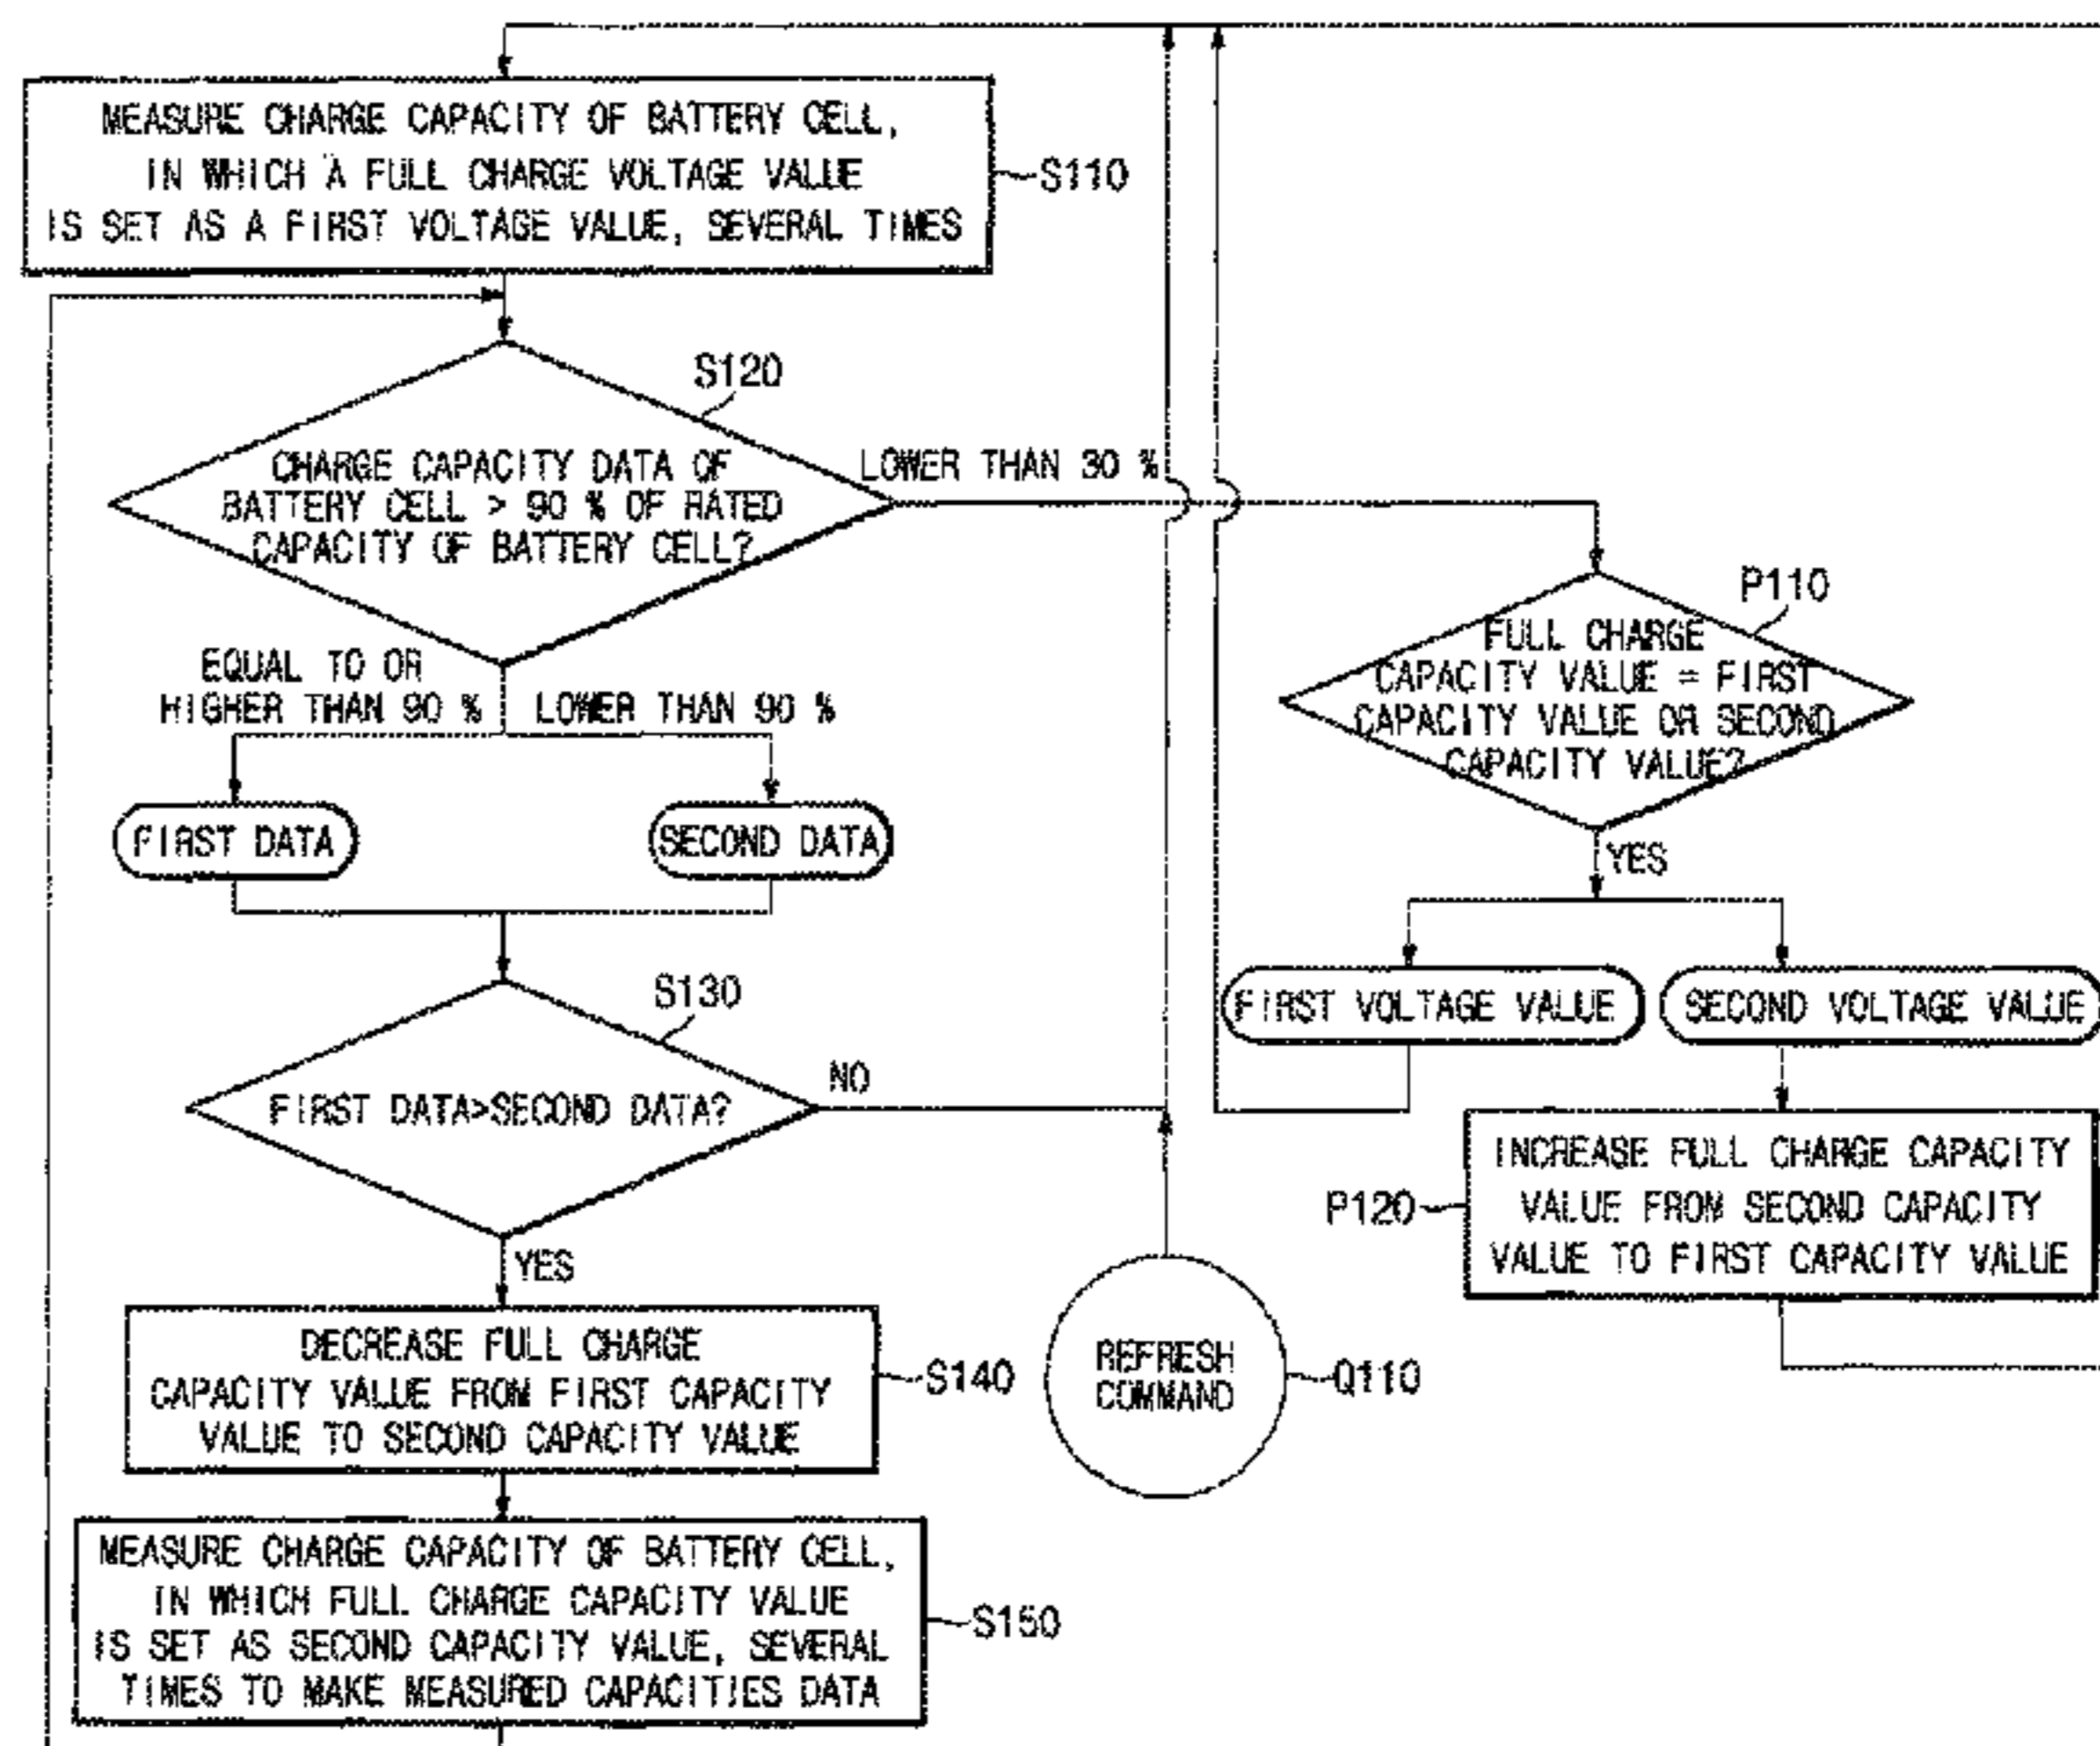 MEASURE CHARGE CAPACITY OF BATTERY CELL,
IN WHICH A FULL CHARGE VOLTAGE VALUE
IS SET AS A FIRST VOLTAGE VALUE, SEVERAL TIMES
S110
S120
CHARGE CAPACITY DATA OF
BATTERY CELL > 90 % OF RATED
CAPACITY OF BATTERY CELL?
LOWER THAN 30 %
EQUAL TO OR
HIGHER THAN 90 %
LOWER THAN 90 %
FIRST DATA
SECOND DATA
S130
FIRST DATA>SECOND DATA?
NO
YES
DECREASE FULL CHARGE
CAPACITY VALUE FROM FIRST CAPACITY
VALUE TO SECOND CAPACITY VALUE
S140
MEASURE CHARGE CAPACITY OF BATTERY CELL,
IN WHICH FULL CHARGE CAPACITY VALUE
IS SET AS SECOND CAPACITY VALUE, SEVERAL
TIMES TO MAKE MEASURED CAPACITIES DATA
S150
REFRESH
COMMAND
Q110
P110
FULL CHARGE
CAPACITY VALUE = FIRST
CAPACITY VALUE OR SECOND
CAPACITY VALUE?
YES
FIRST VOLTAGE VALUE
SECOND VOLTAGE VALUE
INCREASE FULL CHARGE CAPACITY
VALUE FROM SECOND CAPACITY
VALUE TO FIRST CAPACITY VALUE
P120